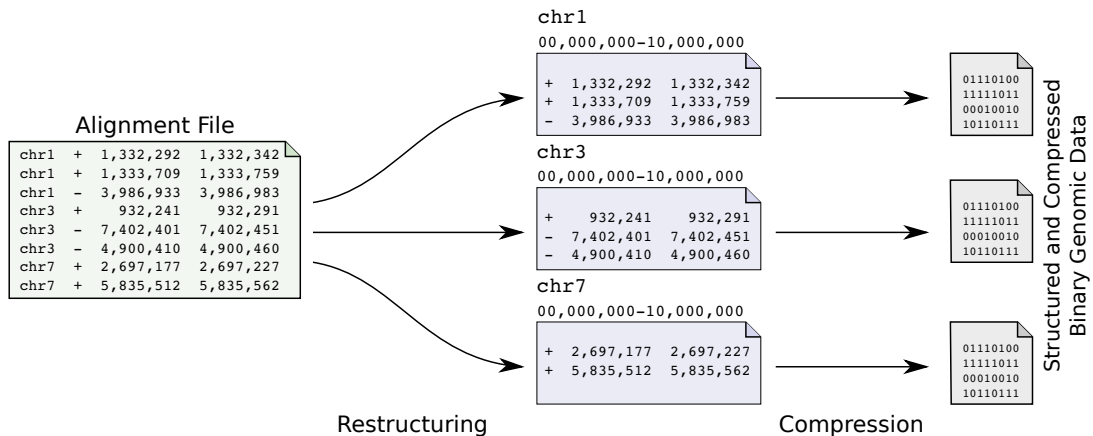 Alignment File
chr1 + 1,332,292 1,332,342
chr1 + 1,333,709 1,333,759
chr1 - 3,986,933 3,986,983
chr3 + 932,241 932,291
chr3 - 7,402,401 7,402,451
chr3 - 4,900,410 4,900,460
chr7 + 2,697,177 2,697,227
chr7 + 5,835,512 5,835,562
Restructuring
chr1
00,000,000-10,000,000
+ 1,332,292 1,332,342
+ 1,333,709 1,333,759
- 3,986,933 3,986,983
chr3
00,000,000-10,000,000
+ 932,241 932,291
- 7,402,401 7,402,451
- 4,900,410 4,900,460
chr7
00,000,000-10,000,000
+ 2,697,177 2,697,227
+ 5,835,512 5,835,562
Compression
01110100
11111011
00010010
10110111
01110100
11111011
00010010
10110111
01110100
11111011
00010010
10110111
Structured and Compressed
Binary Genomic Data